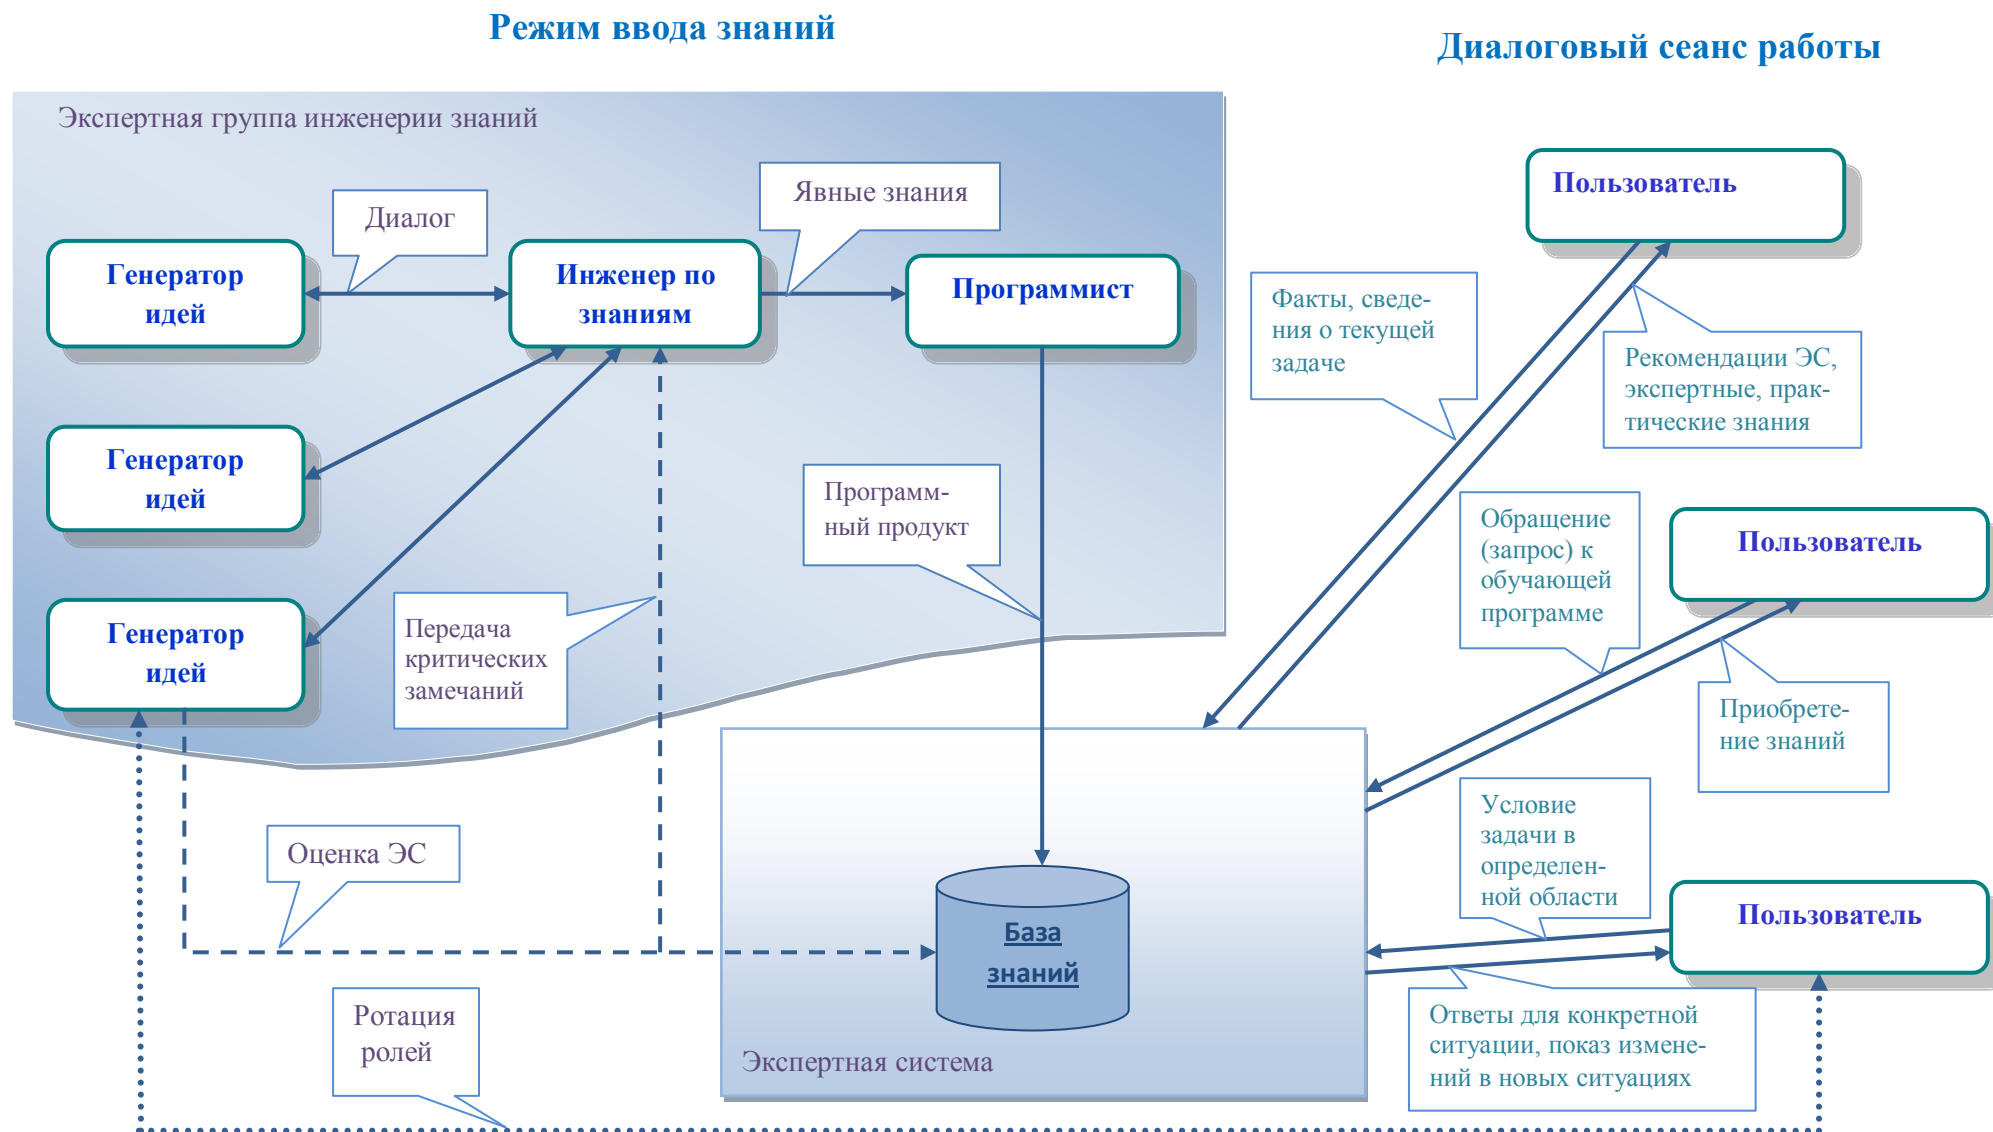 Режим ввода знаний
Диалоговый сеанс работы
Экспертная группа инженерии знаний
Диалог
Явные знания
Генератор
идей
Инженер по
знаниям
Программист
Генератор
идей
Генератор
идей
Программ-
ный продукт
Передача
критических
замечаний
Оценка ЭС
Ротация
ролей
База
знаний
Экспертная система
Пользователь
Факты, сведе-
ния о текущей
задаче
Рекомендации ЭС,
экспертные, прак-
тические знания
Обращение
(запрос) к
обучающей
программе
Пользователь
Приобрете-
ние знаний
Условие
задачи в
определен-
ной области
Пользователь
Ответы для конкретной
ситуации, показ измене-
ний в новых ситуациях